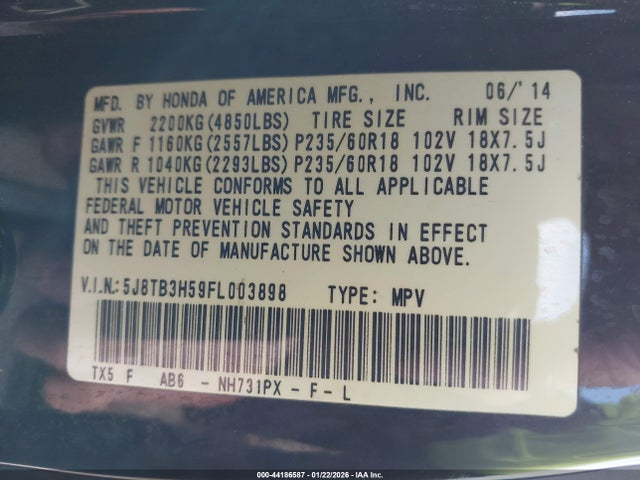 MFD. BY HONDA OF AMERICA MFG., INC. 06/'14
GVWR 2200KG(4850LBS) TIRE SIZE RIM SIZE
GAWR F 1160KG(2557LBS)P235/60R18 102V 18X7.5J
GAWR R 1040KG(2293LBS)P235/60R18 102V 18X7.5J
THIS VEHICLE CONFORMS TO ALL APPLICABLE
FEDERAL MOTOR VEHICLE SAFETY
AND THEFT PREVENTION STANDARDS IN EFFECT
ON THE DATE OF MANUFACTURE SHOWN ABOVE.
V.I.N.:5J8TB3H59FL003898 TYPE: MPV
TX5 F AB6 - NH731PX - F - L
000-44186587 - 01/22/2026 - IAA Inc.